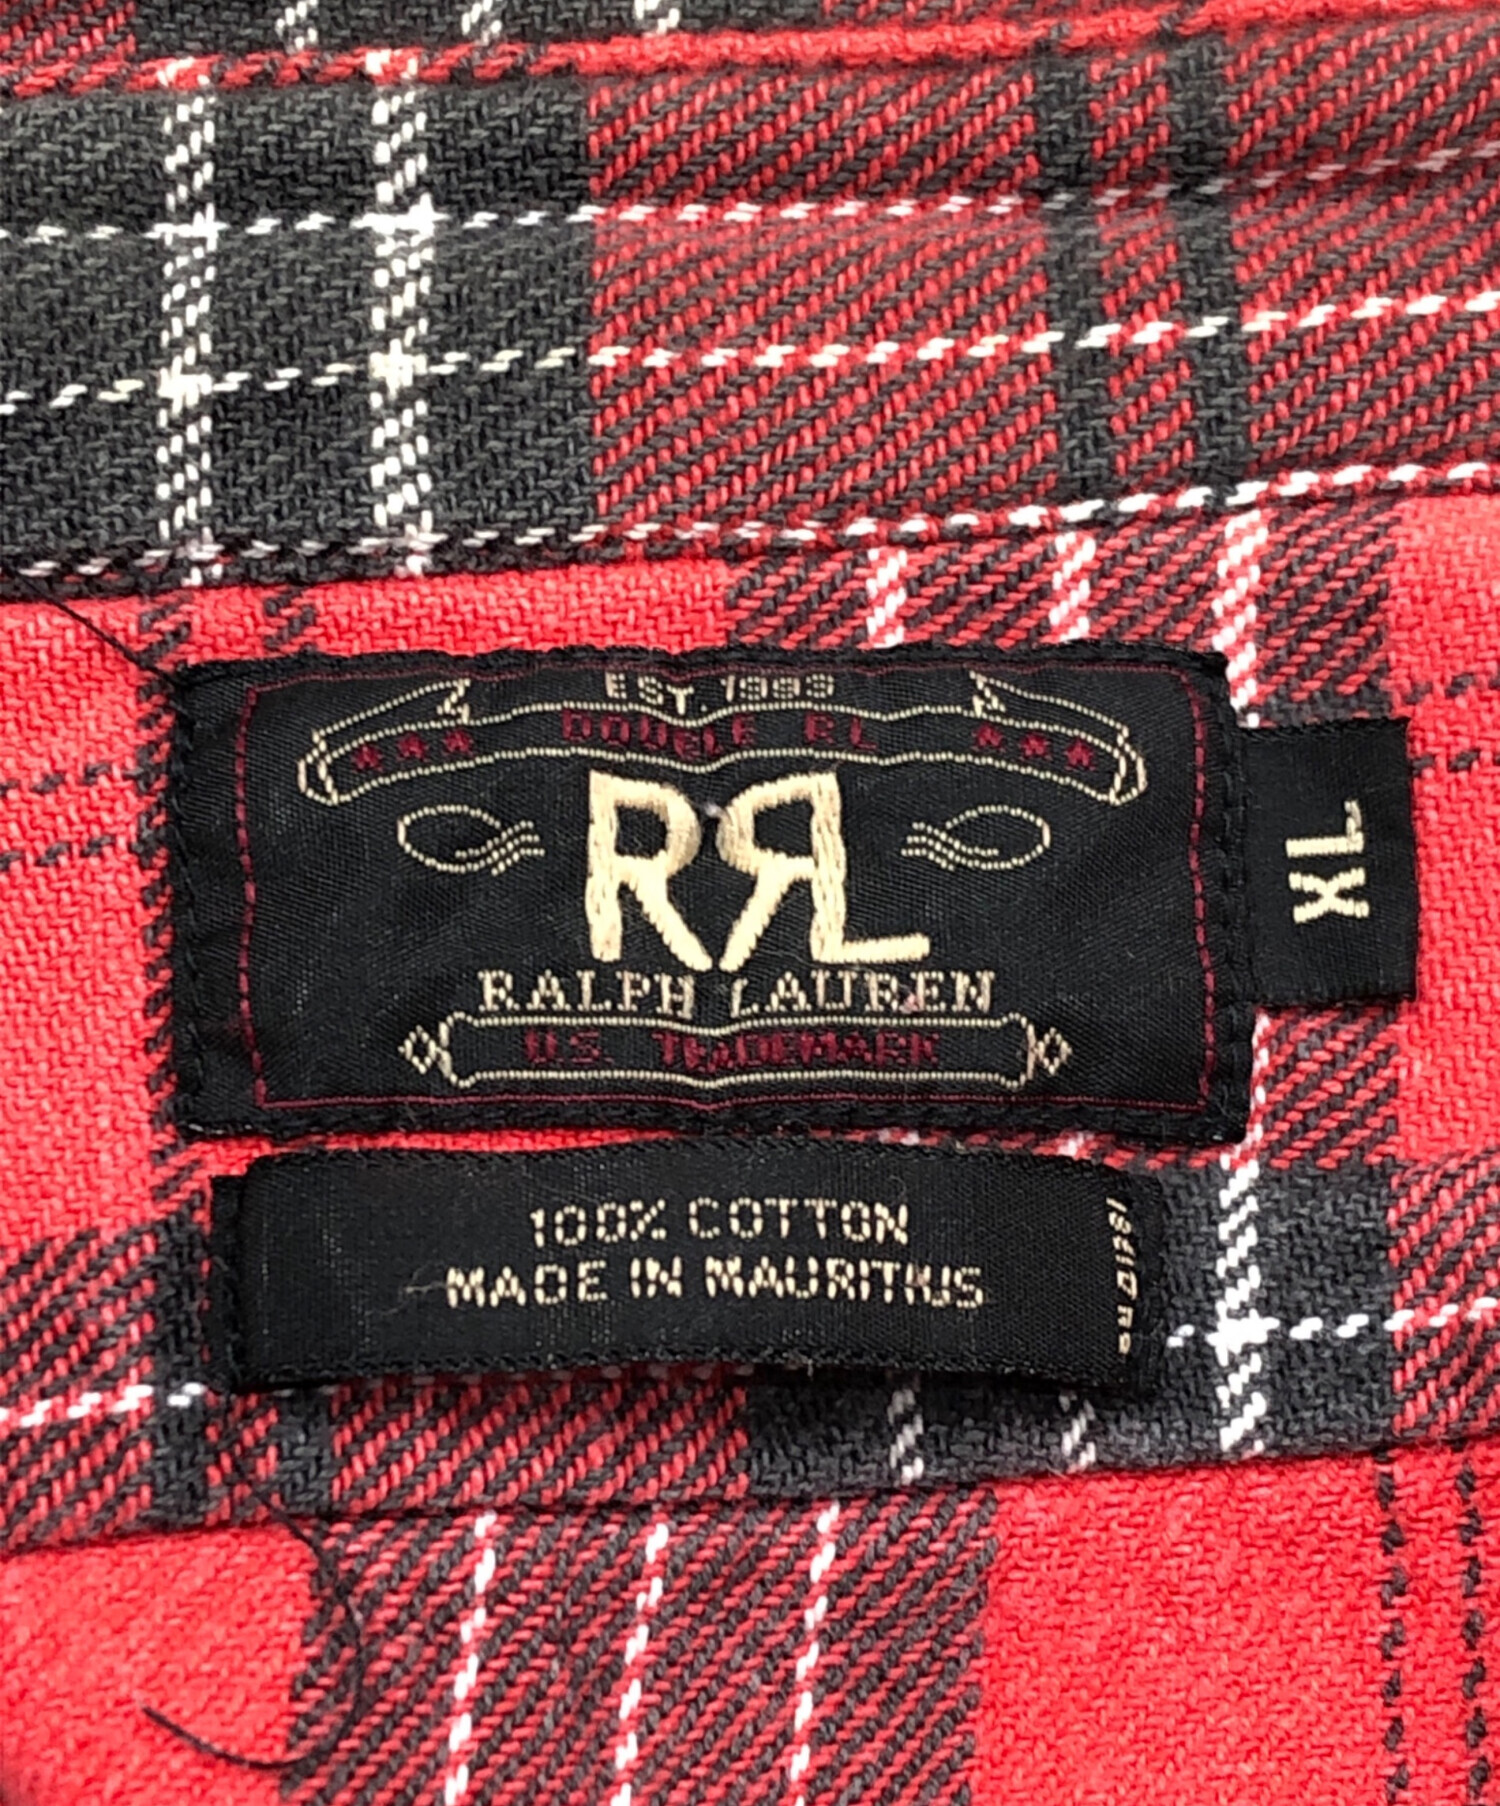 EST. 1993
*** DOUBLE RL ***
RRL
RALPH LAUREN
U.S. TRADEMARK
XL
100% COTTON
MADE IN MAURITIUS